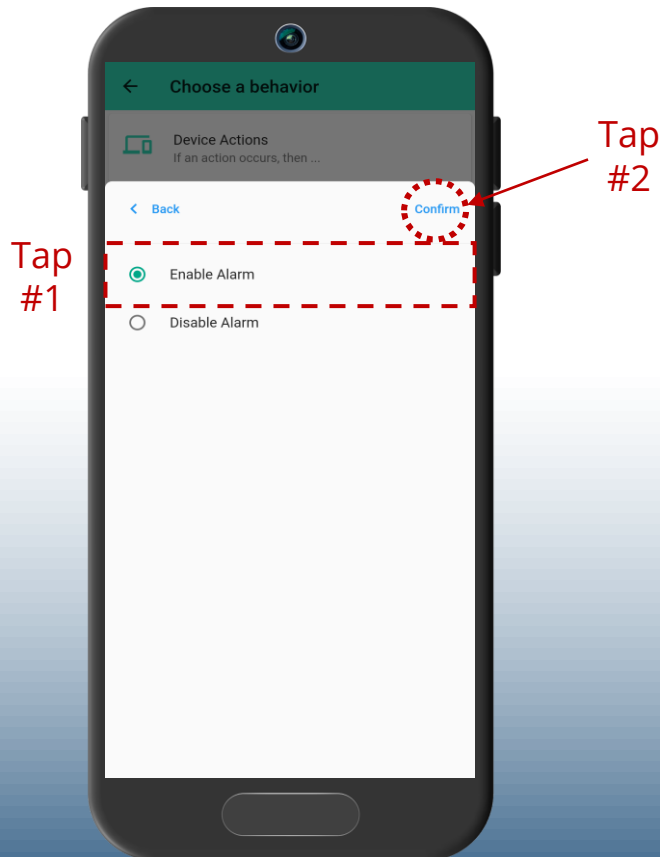 Choose a behavior
Device Actions
If an action occurs, then ...
Tap
#2
Back
Confirm
Tap
#1
Enable Alarm
Disable Alarm